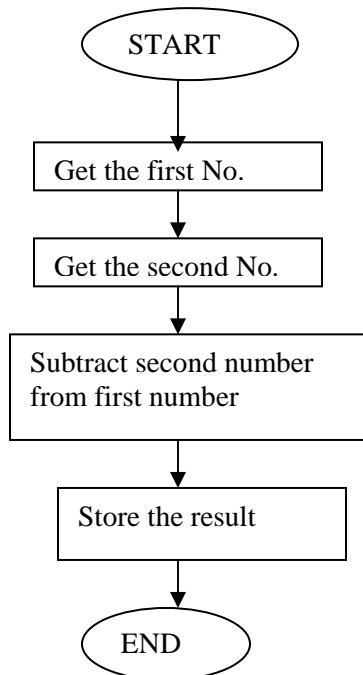 START
Get the first No.
Get the second No.
Subtract second number
from first number
Store the result
END